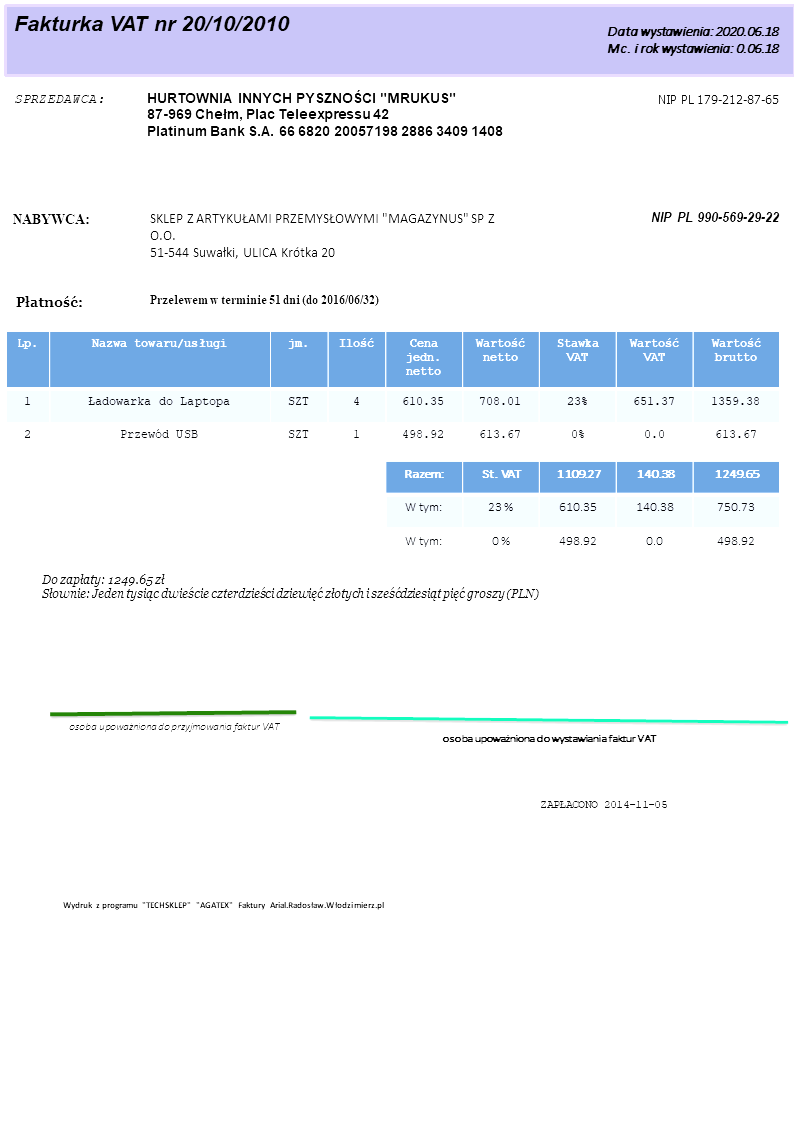 Fakturka VAT nr 20/10/2010
Data wystawienia: 2020.06.18
Mc. i rok wystawienia: 0.06.18
SPRZEDAWCA: HURTOWNIA INNYCH PYSZNOŚCI "MRUKUS" NIP PL 179-212-87-65
87-969 Chełm, Plac Teleexpressu 42
Platinum Bank S.A. 66 6820 20057198 2886 3409 1408
NABYWCA: SKLEP Z ARTYKUŁAMI PRZEMYSŁOWYMI "MAGAZYNUS" SP Z NIP PL 990-569-29-22
O.O.
51-544 Suwałki, ULICA Krótka 20
Płatność: Przelewem w terminie 51 dni (do 2016/06/32)
Lp. Nazwa towaru/usługi jm. Ilość Cena Wartość Stawka Wartość Wartość
jedn. netto VAT VAT brutto
netto
1 Ładowarka do Laptopa SZT 4 610.35 708.01 23% 651.37 1359.38
2 Przewód USB SZT 1 498.92 613.67 0% 0.0 613.67
Razem: St. VAT 1109.27 140.38 1249.65
W tym: 23 % 610.35 140.38 750.73
W tym: 0 % 498.92 0.0 498.92
Do zapłaty: 1249.65 zł
Słownie: Jeden tysiąc dwieście czterdzieści dziewięć złotych i sześćdziesiąt pięć groszy (PLN)
osoba upoważniona do przyjmowania faktur VAT
osoba upoważniona do wystawiania faktur VAT
ZAPŁACONO 2014-11-05
Wydruk z programu "TECHSKLEP" "AGATEX" Faktury Arial.Radosław.Włodzimierz.pl